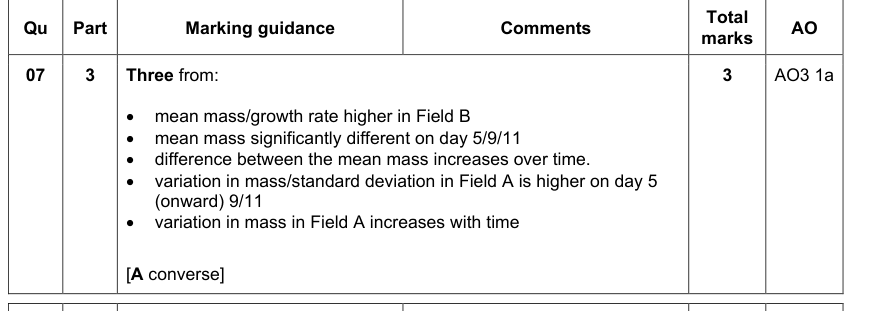 Qu Part Marking guidance Comments Total marks AO
07 3 Three from: 3 AO3 1a
• mean mass/growth rate higher in Field B
• mean mass significantly different on day 5/9/11
• difference between the mean mass increases over time.
• variation in mass/standard deviation in Field A is higher on day 5
(onward) 9/11
• variation in mass in Field A increases with time
[A converse]